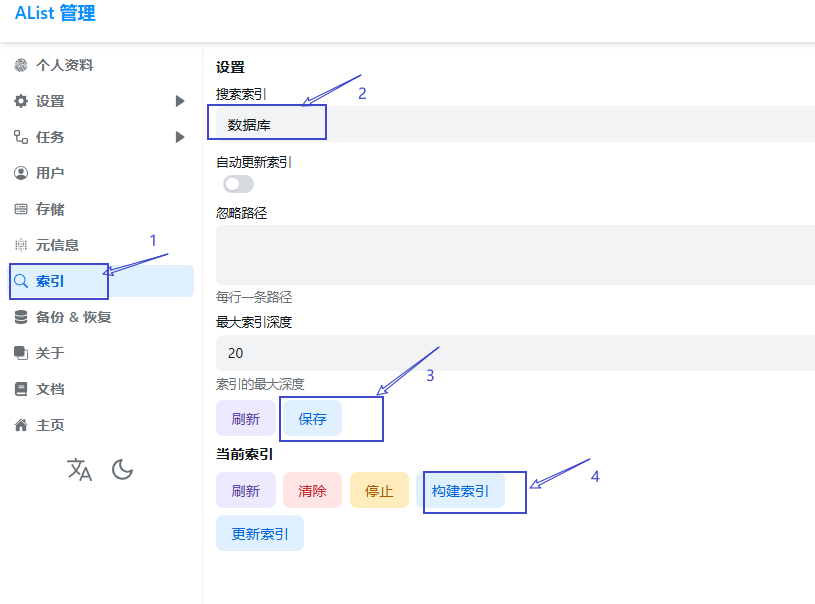 AList 管理
个人资料
设置
任务
用户
存储
元信息
1
索引
备份 & 恢复
关于
文档
主页
设置
搜索索引
2
数据库
自动更新索引
忽略路径
每行一条路径
最大索引深度
20
索引的最大深度
3
刷新 保存
当前索引
刷新 清除 停止 构建索引 4
更新索引